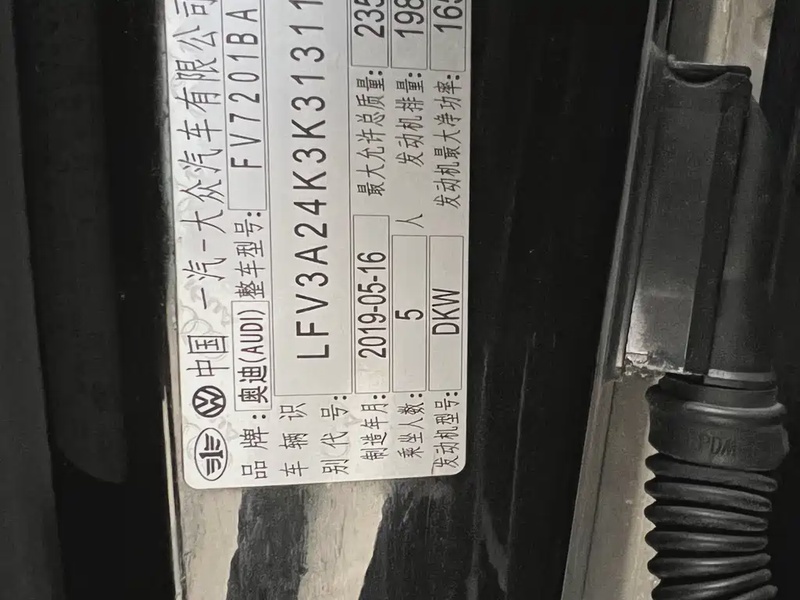 中国 一汽-大众汽车有限公司
品牌: 奥迪(AUDI) 整车型号: FV7201BA
车辆识别代号: LFV3A24K3K31311
制造年月: 2019-05-16 最大允许总质量: 235
乘坐人数: 5 人 发动机排量: 198
发动机型号: DKW 发动机最大净功率: 165